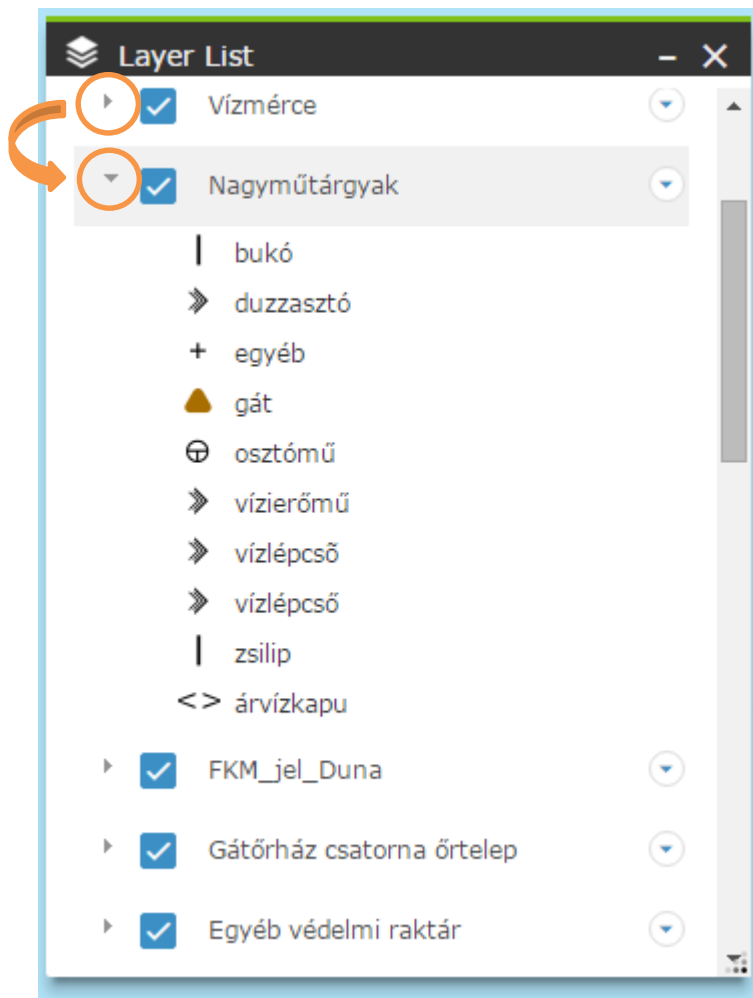 Layer List
Vízmérce
Nagyműtárgyak
bukó
duzzasztó
egyéb
gát
osztómű
vízierőmű
vízlépcsõ
vízlépcső
zsilip
árvízkapu
FKM_jel_Duna
Gátőrház csatorna őrtelep
Egyéb védelmi raktár